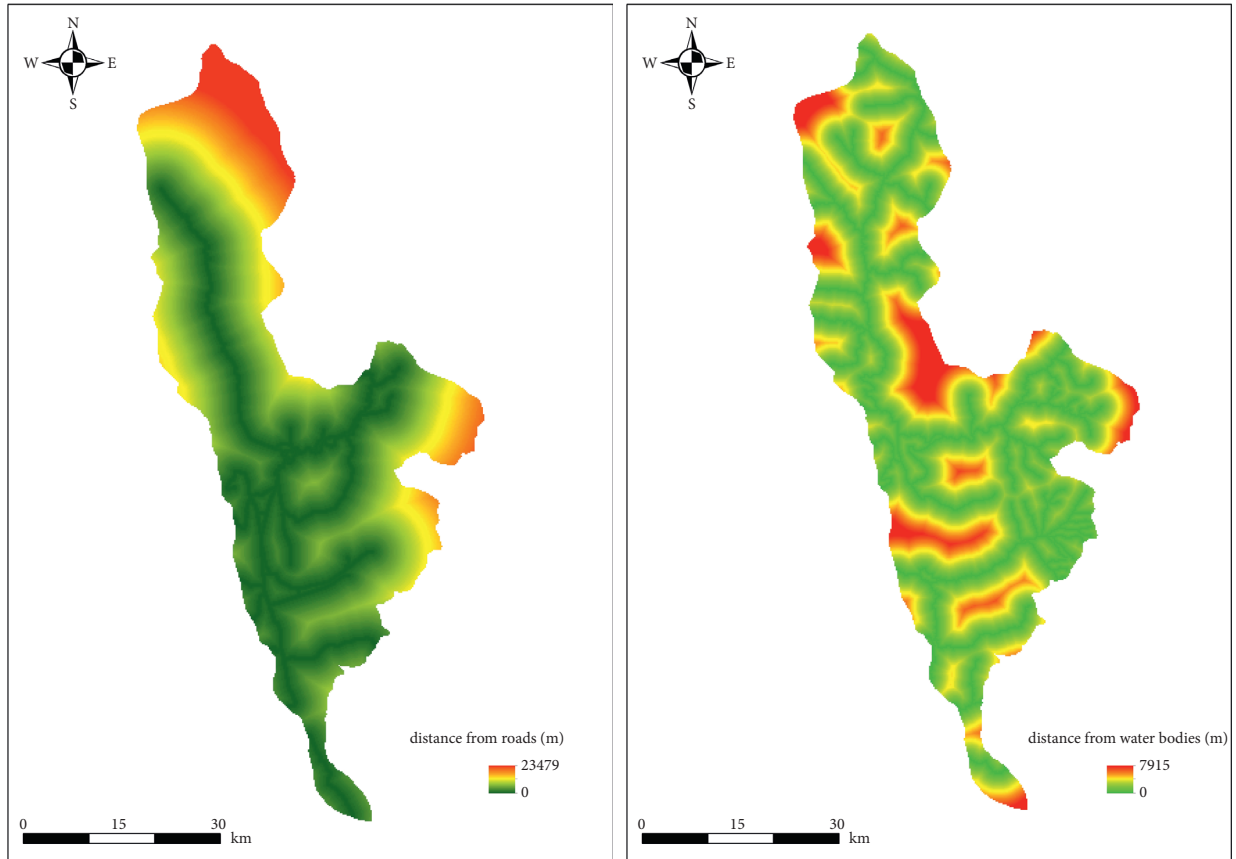 N
W E
S
distance from roads (m)
23479
0
0 15 30
km
N
W E
S
distance from water bodies (m)
7915
0
0 15 30
km